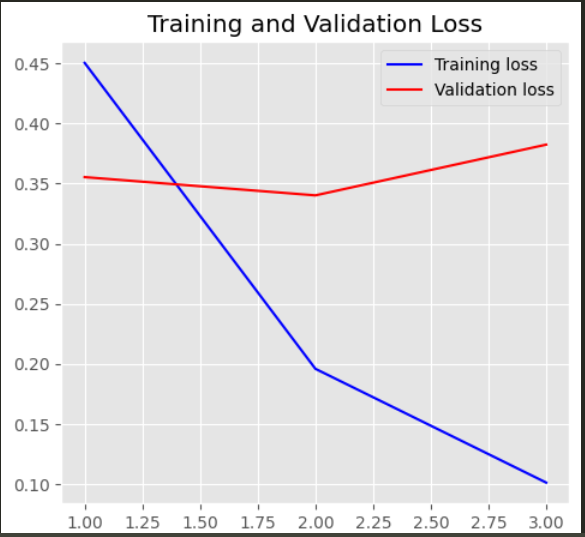 Training and Validation Loss
Training loss
Validation loss
0.45
0.40
0.35
0.30
0.25
0.20
0.15
0.10
1.00 1.25 1.50 1.75 2.00 2.25 2.50 2.75 3.00